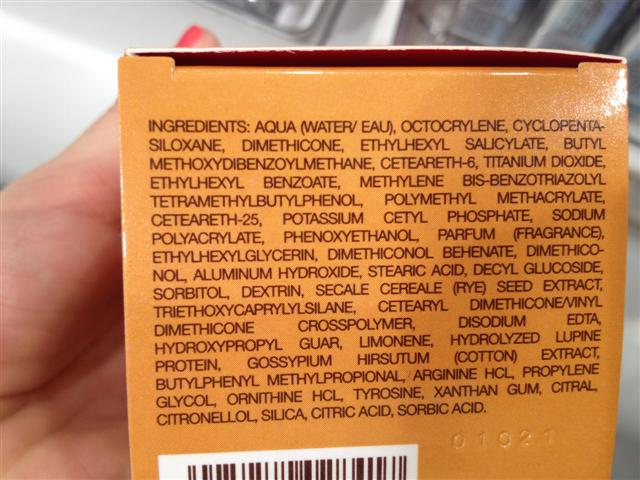 INGREDIENTS: AQUA (WATER/ EAU), OCTOCRYLENE, CYCLOPENTA-
SILOXANE, DIMETHICONE, ETHYLHEXYL SALICYLATE, BUTYL
METHOXYDIBENZOYLMETHANE, CETEARETH-6, TITANIUM DIOXIDE,
ETHYLHEXYL BENZOATE, METHYLENE BIS-BENZOTRIAZOLYL
TETRAMETHYLBUTYLPHENOL, POLYMETHYL METHACRYLATE,
CETEARETH-25, POTASSIUM CETYL PHOSPHATE, SODIUM
POLYACRYLATE, PHENOXYETHANOL, PARFUM (FRAGRANCE),
ETHYLHEXYLGLYCERIN, DIMETHICONOL BEHENATE, DIMETHICO-
NOL, ALUMINUM HYDROXIDE, STEARIC ACID, DECYL GLUCOSIDE,
SORBITOL, DEXTRIN, SECALE CEREALE (RYE) SEED EXTRACT,
TRIETHOXYCAPRYLYLSILANE, CETEARYL DIMETHICONE/VINYL
DIMETHICONE CROSSPOLYMER, DISODIUM EDTA,
HYDROXYPROPYL GUAR, LIMONENE, HYDROLYZED LUPINE
PROTEIN, GOSSYPIUM HIRSUTUM (COTTON) EXTRACT,
BUTYLPHENYL METHYLPROPIONAL, ARGININE HCL, PROPYLENE
GLYCOL, ORNITHINE HCL, TYROSINE, XANTHAN GUM, CITRAL,
CITRONELLOL, SILICA, CITRIC ACID, SORBIC ACID.
01021